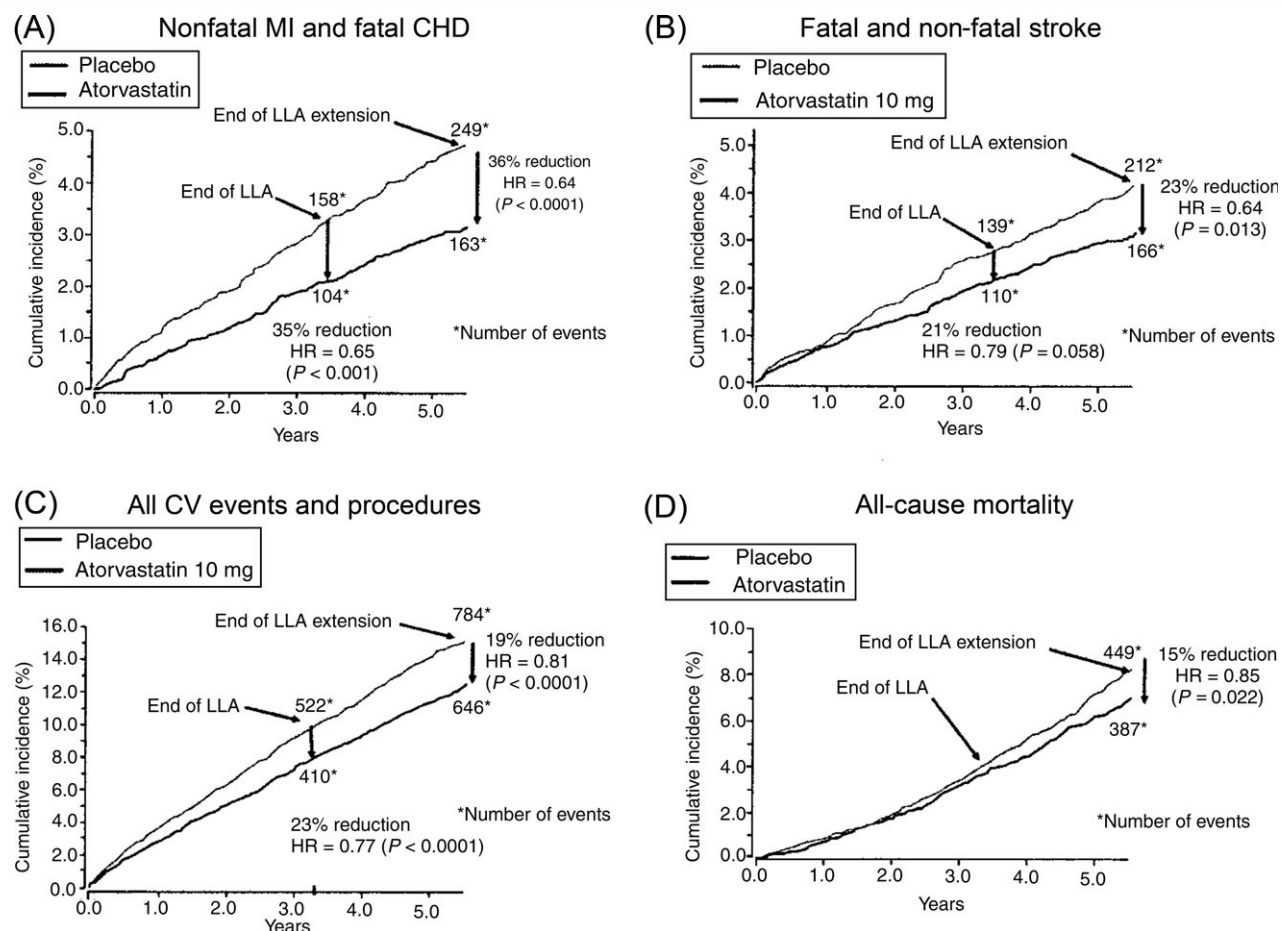 (A) Nonfatal MI and fatal CHD
Placebo
Atorvastatin
Cumulative incidence (%)
5.0
4.0
3.0
2.0
1.0
0.0
0.0 1.0 2.0 3.0 4.0 5.0
Years
End of LLA extension
249*
End of LLA
158*
104*
163*
36% reduction
HR = 0.64
(P < 0.0001)
35% reduction
HR = 0.65
(P < 0.001)
*Number of events
(B) Fatal and non-fatal stroke
Placebo
Atorvastatin 10 mg
Cumulative incidence (%)
5.0
4.0
3.0
2.0
1.0
0.0
1.0 2.0 3.0 4.0 5.0
Years
End of LLA extension
212*
End of LLA
139*
110*
166*
23% reduction
HR = 0.64
(P = 0.013)
21% reduction
HR = 0.79 (P = 0.058)
*Number of events
(C) All CV events and procedures
Placebo
Atorvastatin 10 mg
Cumulative incidence (%)
16.0
14.0
12.0
10.0
8.0
6.0
4.0
2.0
0.0
0.0 1.0 2.0 3.0 4.0 5.0
Years
End of LLA extension
784*
End of LLA
522*
410*
646*
19% reduction
HR = 0.81
(P < 0.0001)
23% reduction
HR = 0.77 (P < 0.0001)
*Number of events
(D) All-cause mortality
Placebo
Atorvastatin
Cumulative incidence (%)
10.0
8.0
6.0
4.0
2.0
0.0
0.0 1.0 2.0 3.0 4.0 5.0
Years
End of LLA extension
449*
End of LLA
387*
15% reduction
HR = 0.85
(P = 0.022)
*Number of events